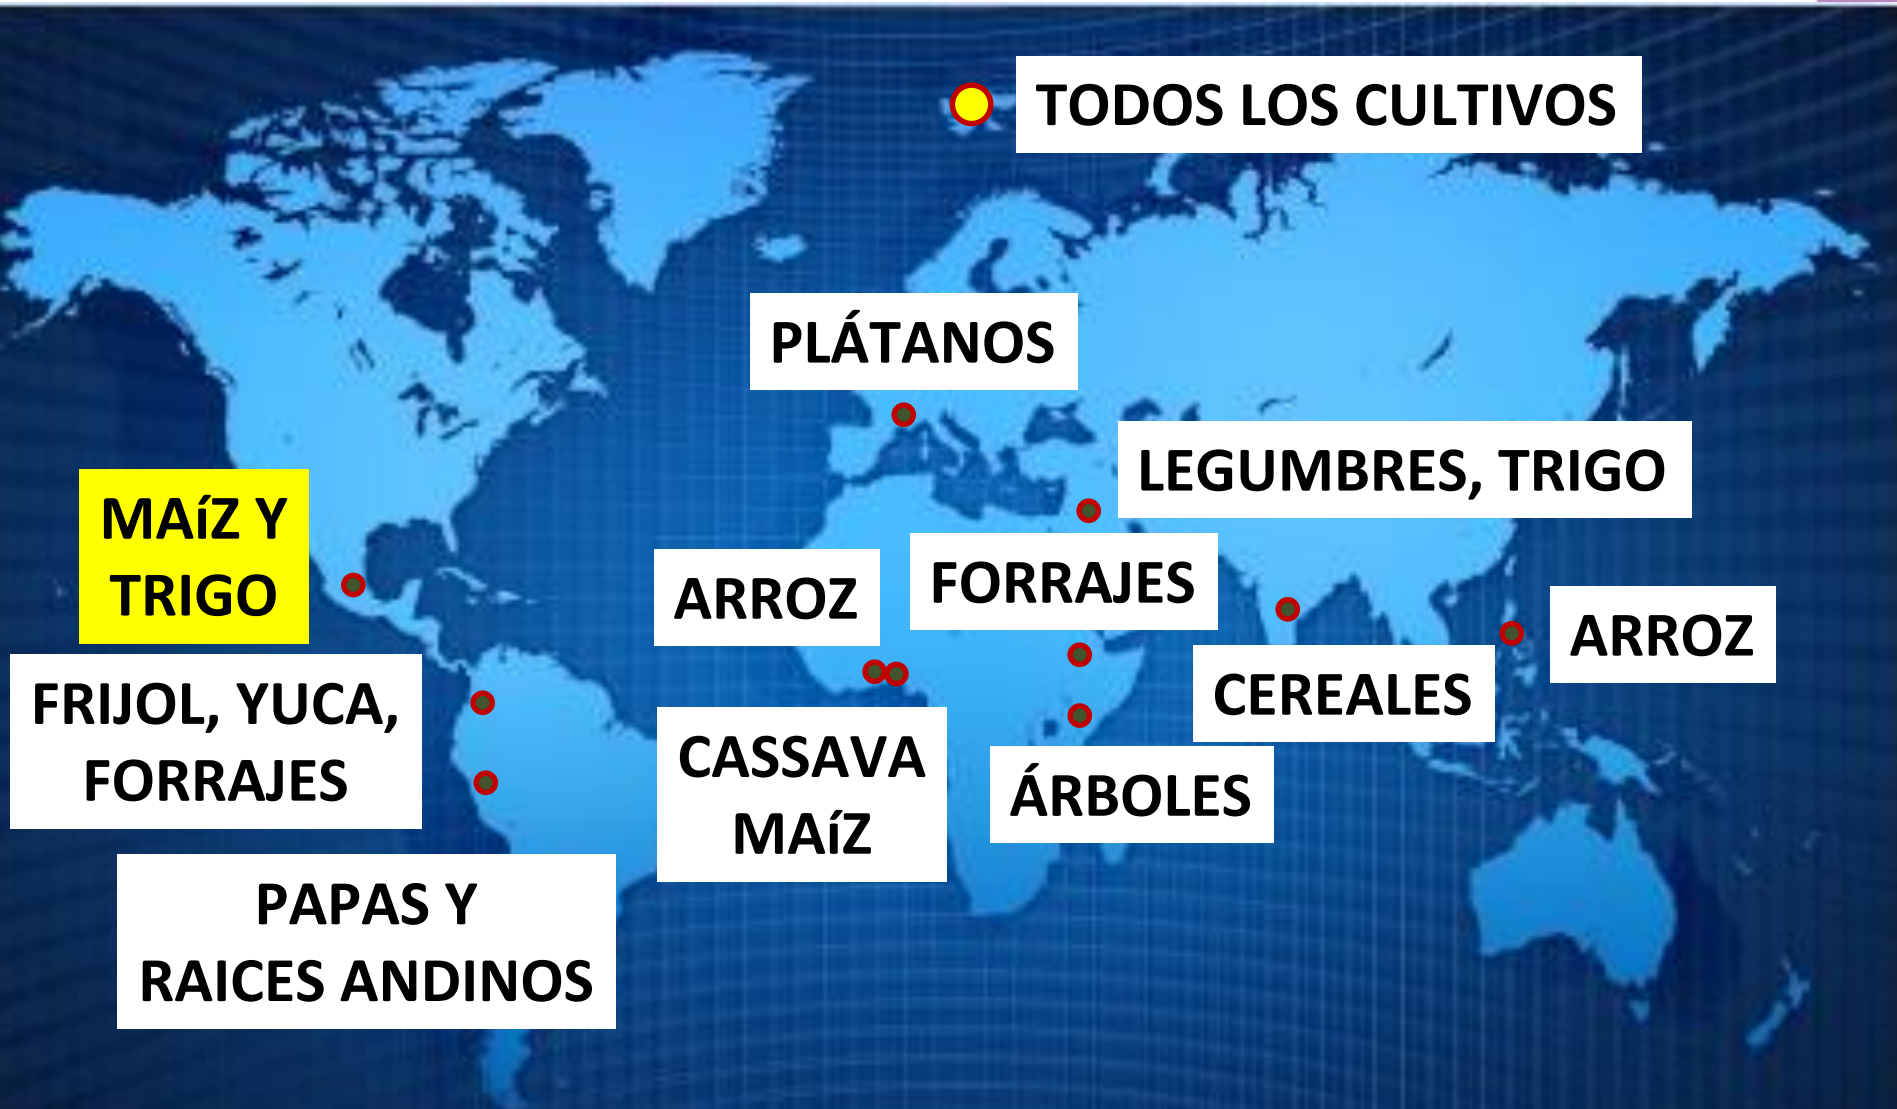 TODOS LOS CULTIVOS
PLÁTANOS
LEGUMBRES, TRIGO
MAíZ Y
TRIGO
ARROZ
FORRAJES
ARROZ
FRIJOL, YUCA,
FORRAJES
CEREALES
CASSAVA
MAíZ
ÁRBOLES
PAPAS Y
RAICES ANDINOS